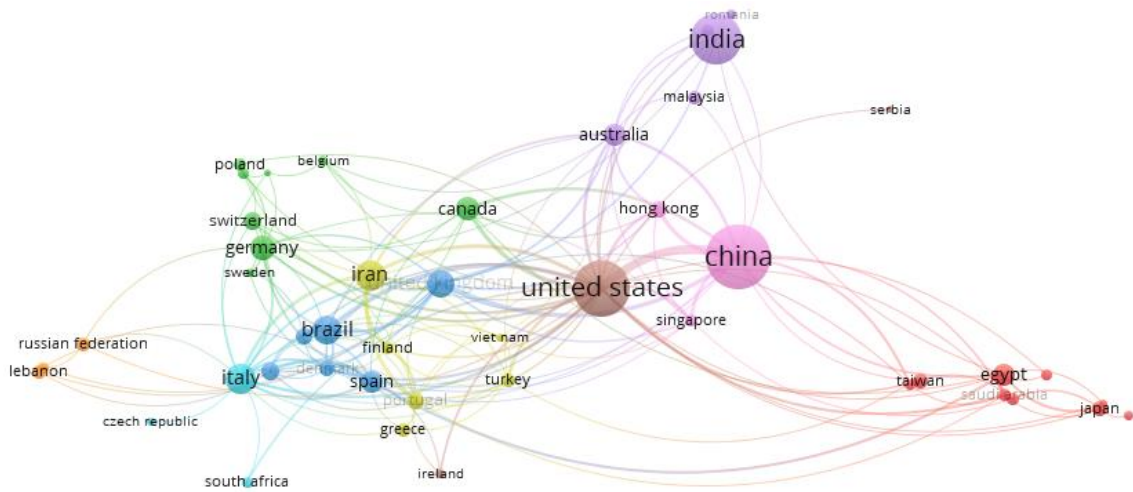 romania
india
malaysia
serbia
australia
poland
belgium
canada
hong kong
switzerland
germany
china
sweden
iran
united kingdom
united states
singapore
brazil
viet nam
russian federation
finland
lebanon
italy
denmark
spain
turkey
taiwan
egypt
saudi arabia
portugal
japan
czech republic
greece
ireland
south africa